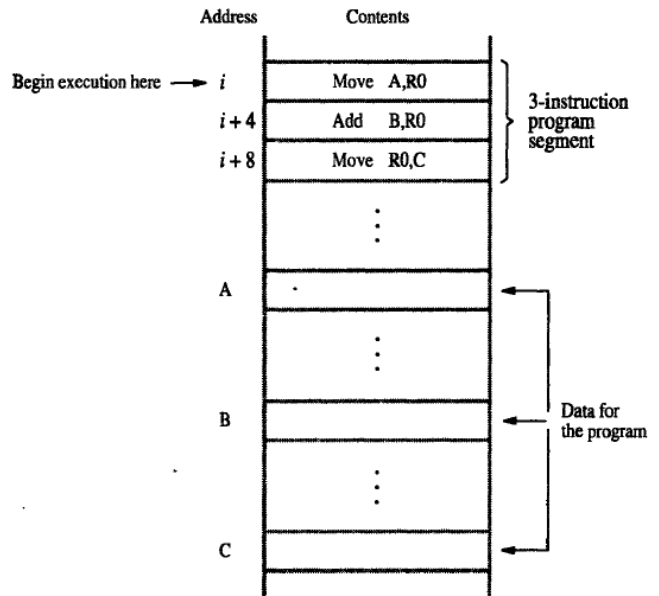 Address Contents
Begin execution here i Move A,R0
i + 4 Add B,R0
i + 8 Move R0,C
3-instruction
program
segment
A
B
Data for
the program
C